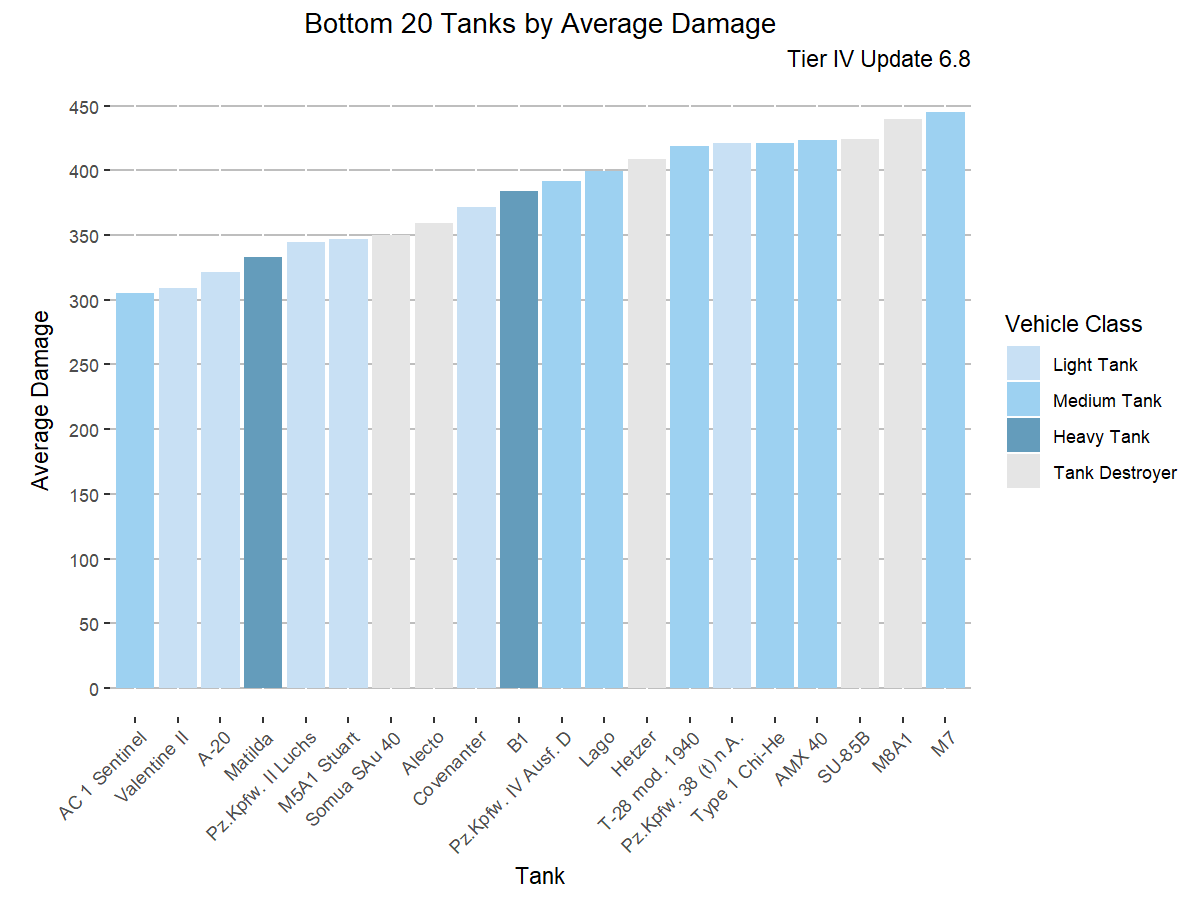 Bottom 20 Tanks by Average Damage
Tier IV Update 6.8
Average Damage
450
400
350
300
250
200
150
100
50
0
AC 1 Sentinel
Valentine II
A-20
Matilda
Pz.Kpfw. II Luchs
M5A1 Stuart
Somua SAu 40
Alecto
Covenanter
B1
Pz.Kpfw. IV Ausf. D
Lago
Hetzer
T-28 mod. 1940
Pz.Kpfw. 38 (t) n.A.
Type 1 Chi-He
AMX 40
SU-85B
M8A1
M7
Tank
Vehicle Class
Light Tank
Medium Tank
Heavy Tank
Tank Destroyer